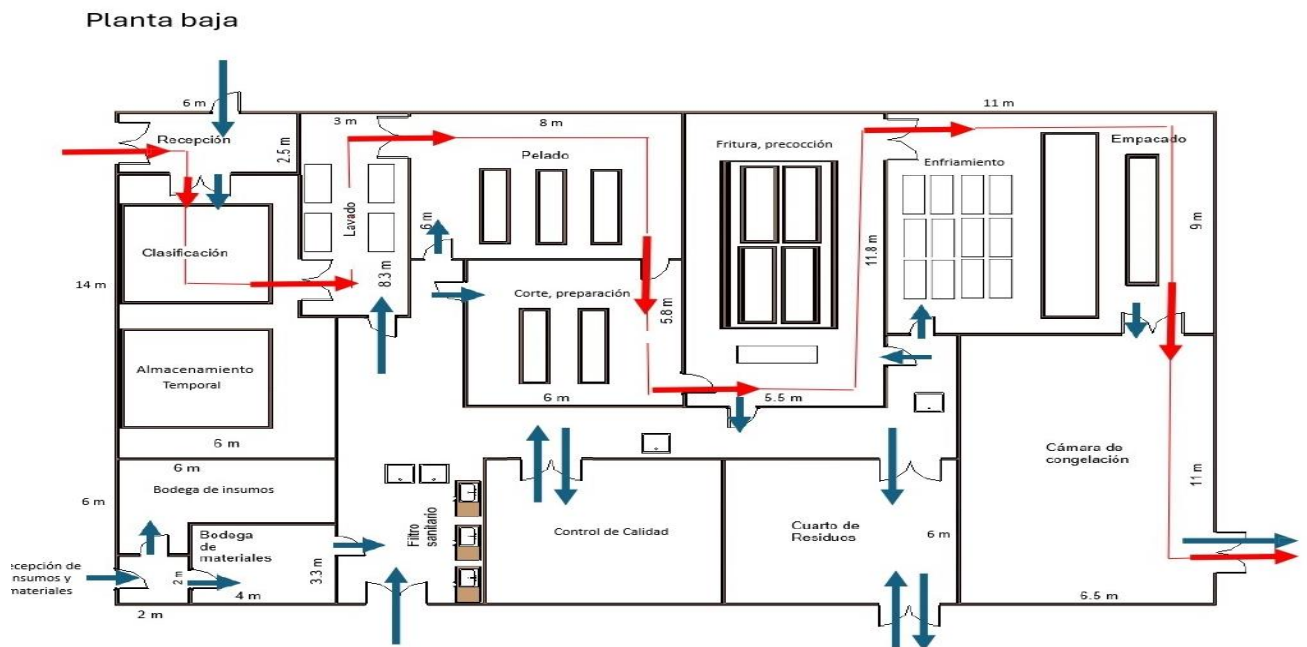 Planta baja
6 m
11 m
3 m
8 m
Recepción
2.5 m
Pelado
Fritura, precocción
Empacado
Enfriamiento
Lavado
6 m
9 m
Clasificación
11.8 m
14 m
8.3 m
Corte, preparación
5.8 m
Almacenamiento
Temporal
6 m
5.5 m
6 m
Cámara de
congelación
6 m
Bodega de insumos
6 m
11 m
Bodega
de
materiales
Filtro
sanitario
Control de Calidad
Cuarto de
Residuos
6 m
ecepción de
nsumos y
materiales
2 m
3.3 m
4 m
6.5 m
2 m